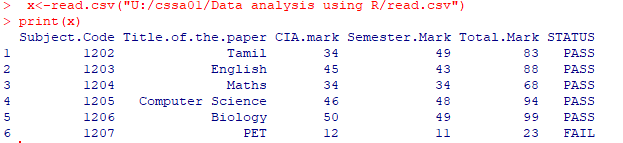 >  x<-read.csv("U:/cssa01/Data analysis using R/read.csv")
> print(x)
  Subject.Code Title.of.the.paper CIA.mark Semester.Mark Total.Mark STATUS
1         1202              Tamil       34            49         83   PASS
2         1203            English       45            43         88   PASS
3         1204              Maths       34            34         68   PASS
4         1205   Computer Science       46            48         94   PASS
5         1206            Biology       50            49         99   PASS
6         1207                PET       12            11         23   FAIL